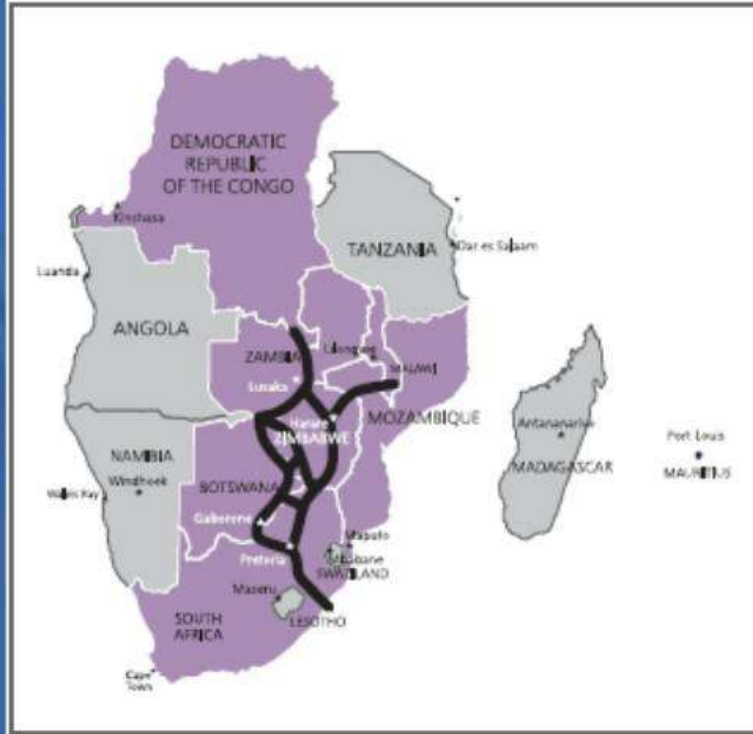 DEMOCRATIC
REPUBLIC
OF THE CONGO
Kinshasa
TANZANIA
Dar es Salaam
Luanda
ANGOLA
ZAMBIA
Lilongwe
MALAWI
Lusaka
Harare
MOZAMBIQUE
ZIMBABWE
Antananarivo
Port Louis
NAMIBIA
Windhoek
BOTSWANA
MADAGASCAR
MAURITIUS
Walvis Bay
Gaborone
Maputo
Pretoria
Mbabane
SWAZILAND
Maseru
SOUTH
AFRICA
LESOTHO
Cape
Town